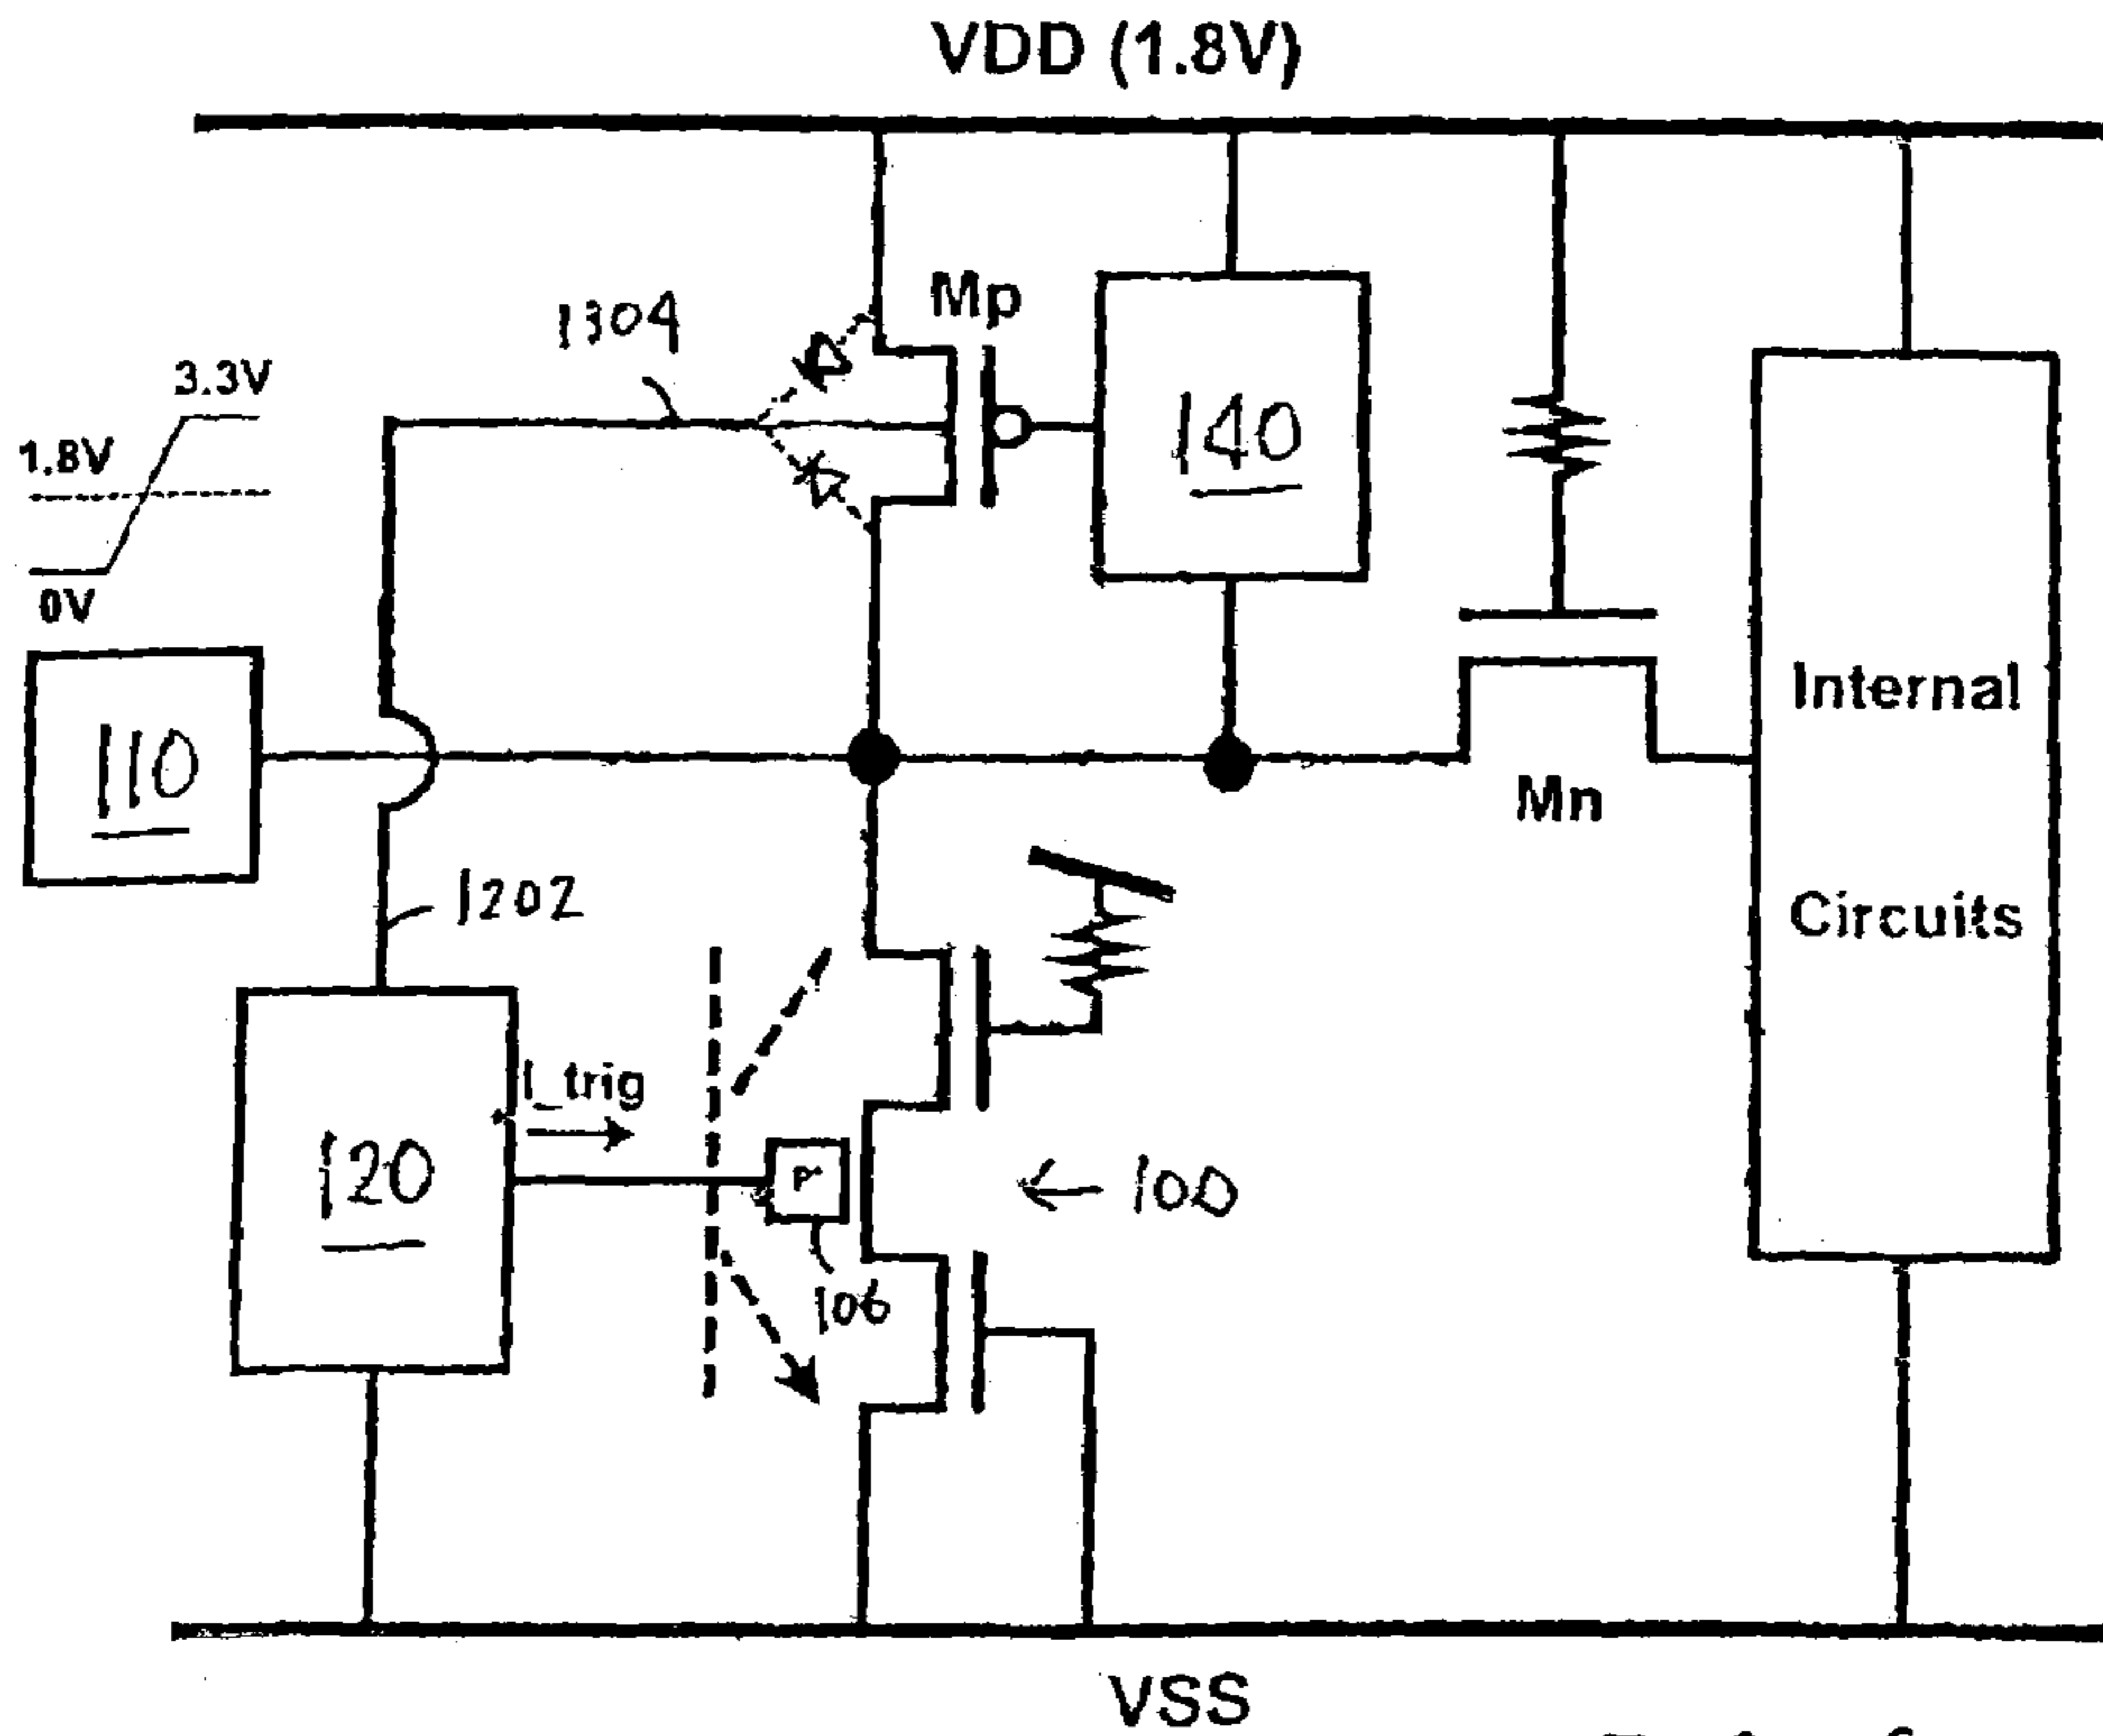 VDD (1.8V)
Mp
1304
3.3V
1.8V
0V
140
110
Internal
Circuits
Mn
1202
I_trig
120
100
106
VSS